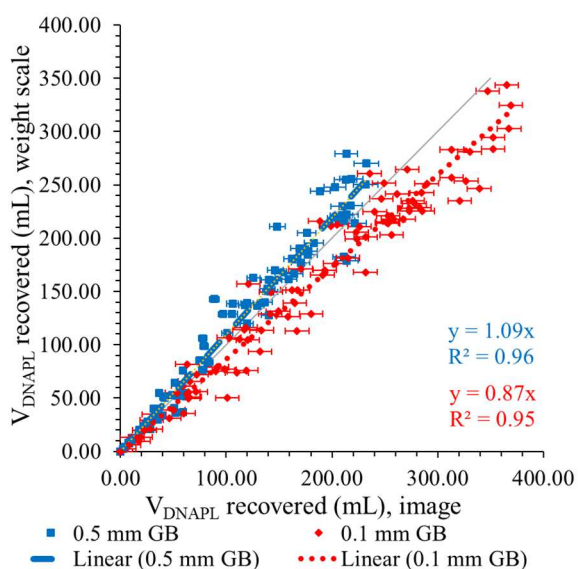 400.00
350.00
300.00
250.00
200.00
150.00
100.00
50.00
0.00
V_DNAPL recovered (mL), weight scale
y = 1.09x
R² = 0.96
y = 0.87x
R² = 0.95
0.00 100.00 200.00 300.00 400.00
V_DNAPL recovered (mL), image
0.5 mm GB 0.1 mm GB
Linear (0.5 mm GB) Linear (0.1 mm GB)